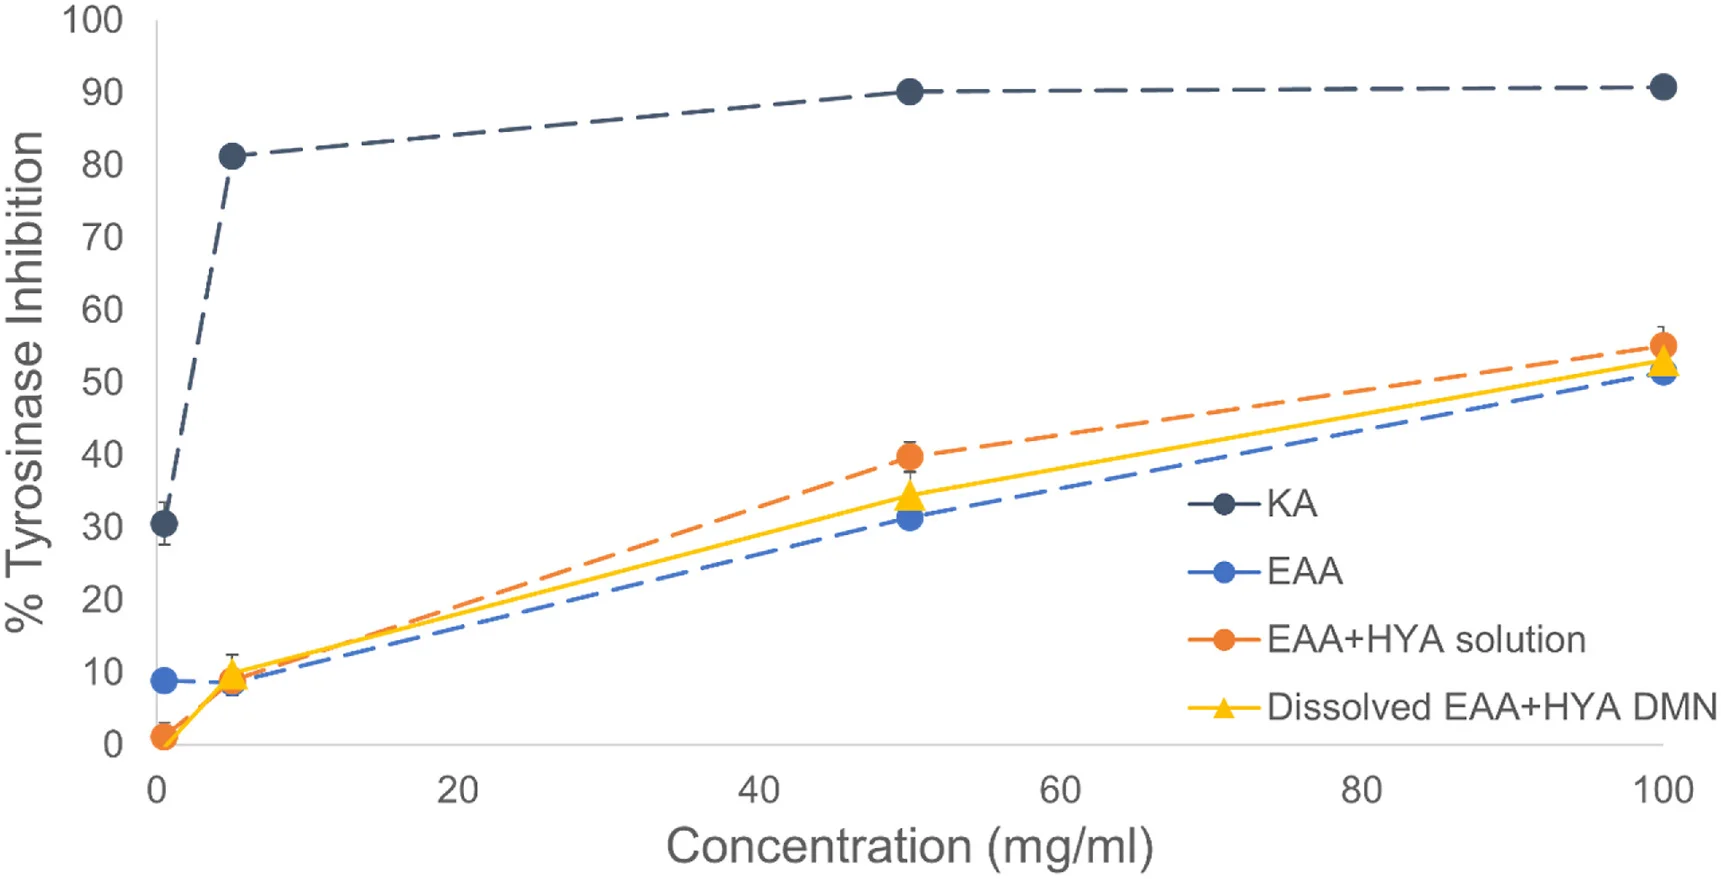 % Tyrosinase Inhibition
100
90
80
70
60
50
40
30
20
10
0
0 20 40 60 80 100
Concentration (mg/ml)
KA
EAA
EAA+HYA solution
Dissolved EAA+HYA DMN